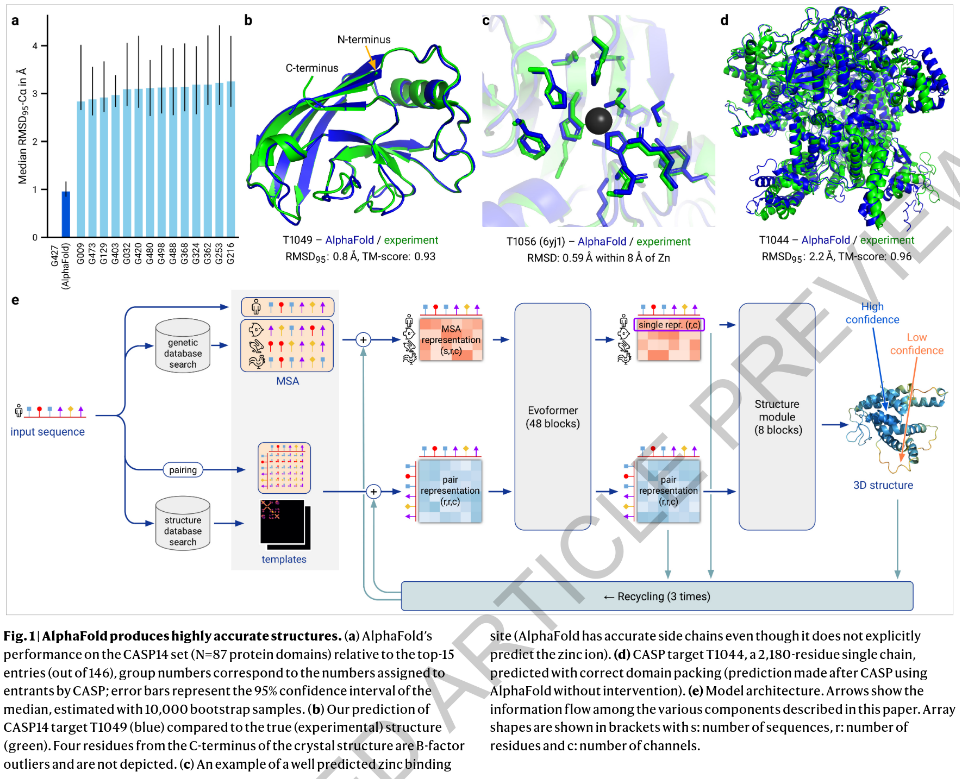 a
Median RMSD95-Cα in Å
4
3
2
1
0
G427
(AlphaFold)
G009
G473
G129
G403
G032
G420
G480
G498
G488
G368
G324
G362
G253
G216
b
N-terminus
C-terminus
T1049 – AlphaFold / experiment
RMSD95: 0.8 Å, TM-score: 0.93
c
T1056 (6yj1) – AlphaFold / experiment
RMSD: 0.59 Å within 8 Å of Zn
d
T1044 – AlphaFold / experiment
RMSD95: 2.2 Å, TM-score: 0.96
e
input sequence
genetic
database
search
MSA
pairing
structure
database
search
templates
+
+
MSA
representation
(s,r,c)
pair
representation
(r,r,c)
Evoformer
(48 blocks)
single repr. (r,c)
pair
representation
(r,r,c)
Structure
module
(8 blocks)
High
confidence
Low
confidence
3D structure
← Recycling (3 times)
Fig. 1 | AlphaFold produces highly accurate structures. (a) AlphaFold's
performance on the CASP14 set (N=87 protein domains) relative to the top-15
entries (out of 146), group numbers correspond to the numbers assigned to
entrants by CASP; error bars represent the 95% confidence interval of the
median, estimated with 10,000 bootstrap samples. (b) Our prediction of
CASP14 target T1049 (blue) compared to the true (experimental) structure
(green). Four residues from the C-terminus of the crystal structure are B-factor
outliers and are not depicted. (c) An example of a well predicted zinc binding
site (AlphaFold has accurate side chains even though it does not explicitly
predict the zinc ion). (d) CASP target T1044, a 2,180-residue single chain,
predicted with correct domain packing (prediction made after CASP using
AlphaFold without intervention). (e) Model architecture. Arrows show the
information flow among the various components described in this paper. Array
shapes are shown in brackets with s: number of sequences, r: number of
residues and c: number of channels.
ED ARTICLE PREVIEW